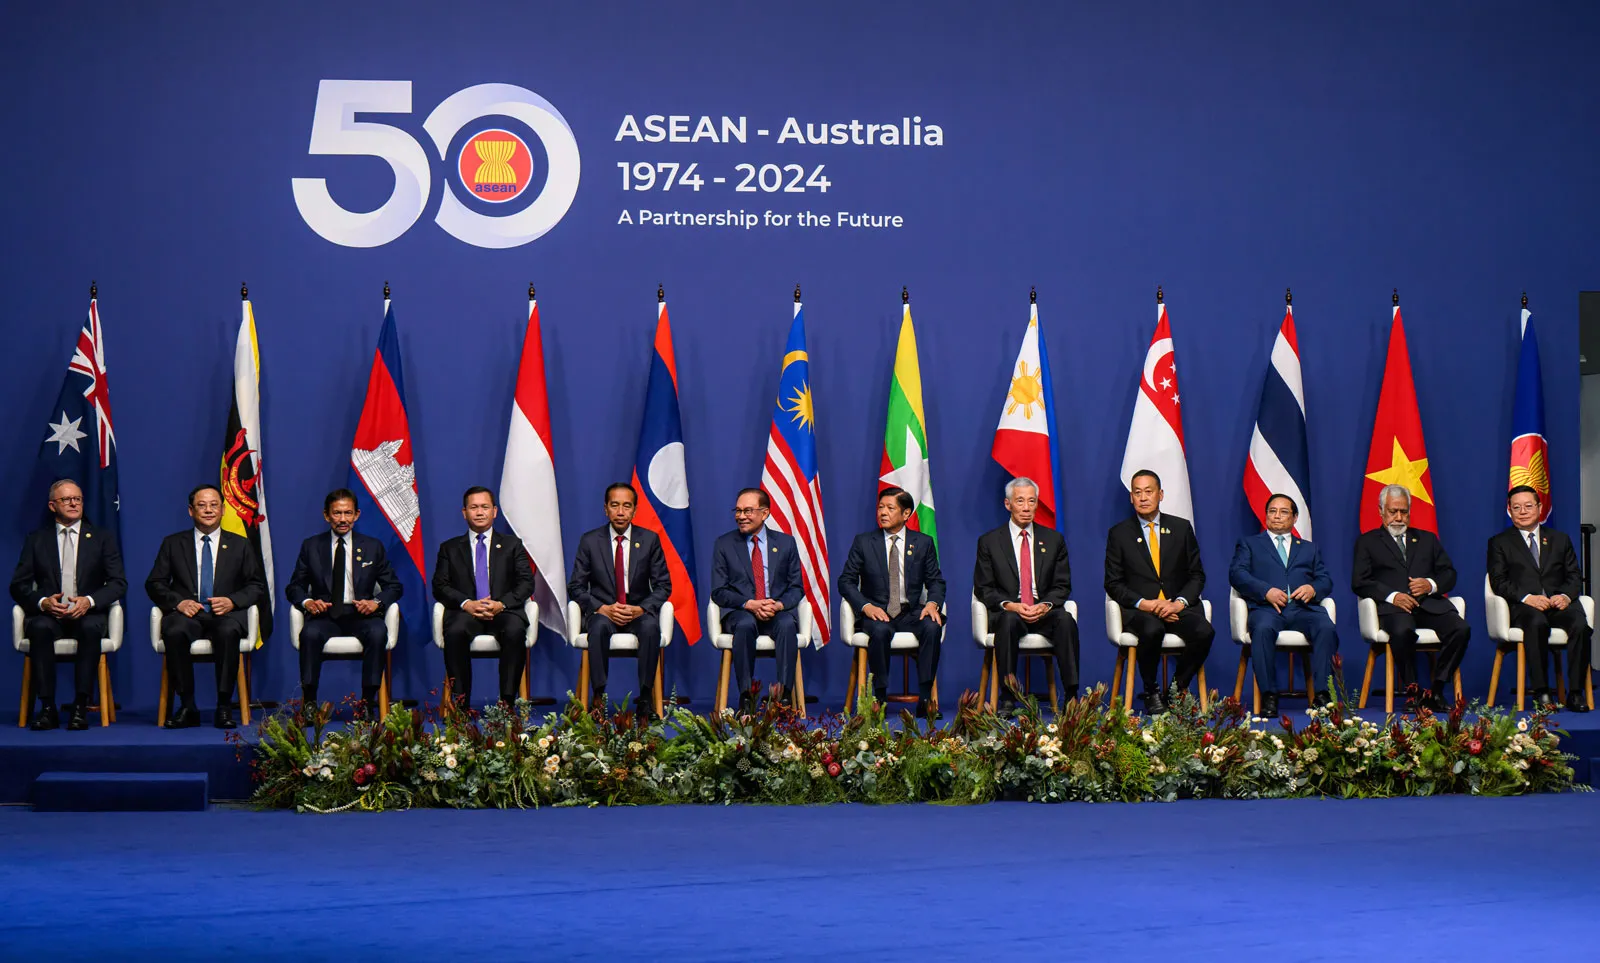 50
asean
ASEAN - Australia
1974 - 2024
A Partnership for the Future